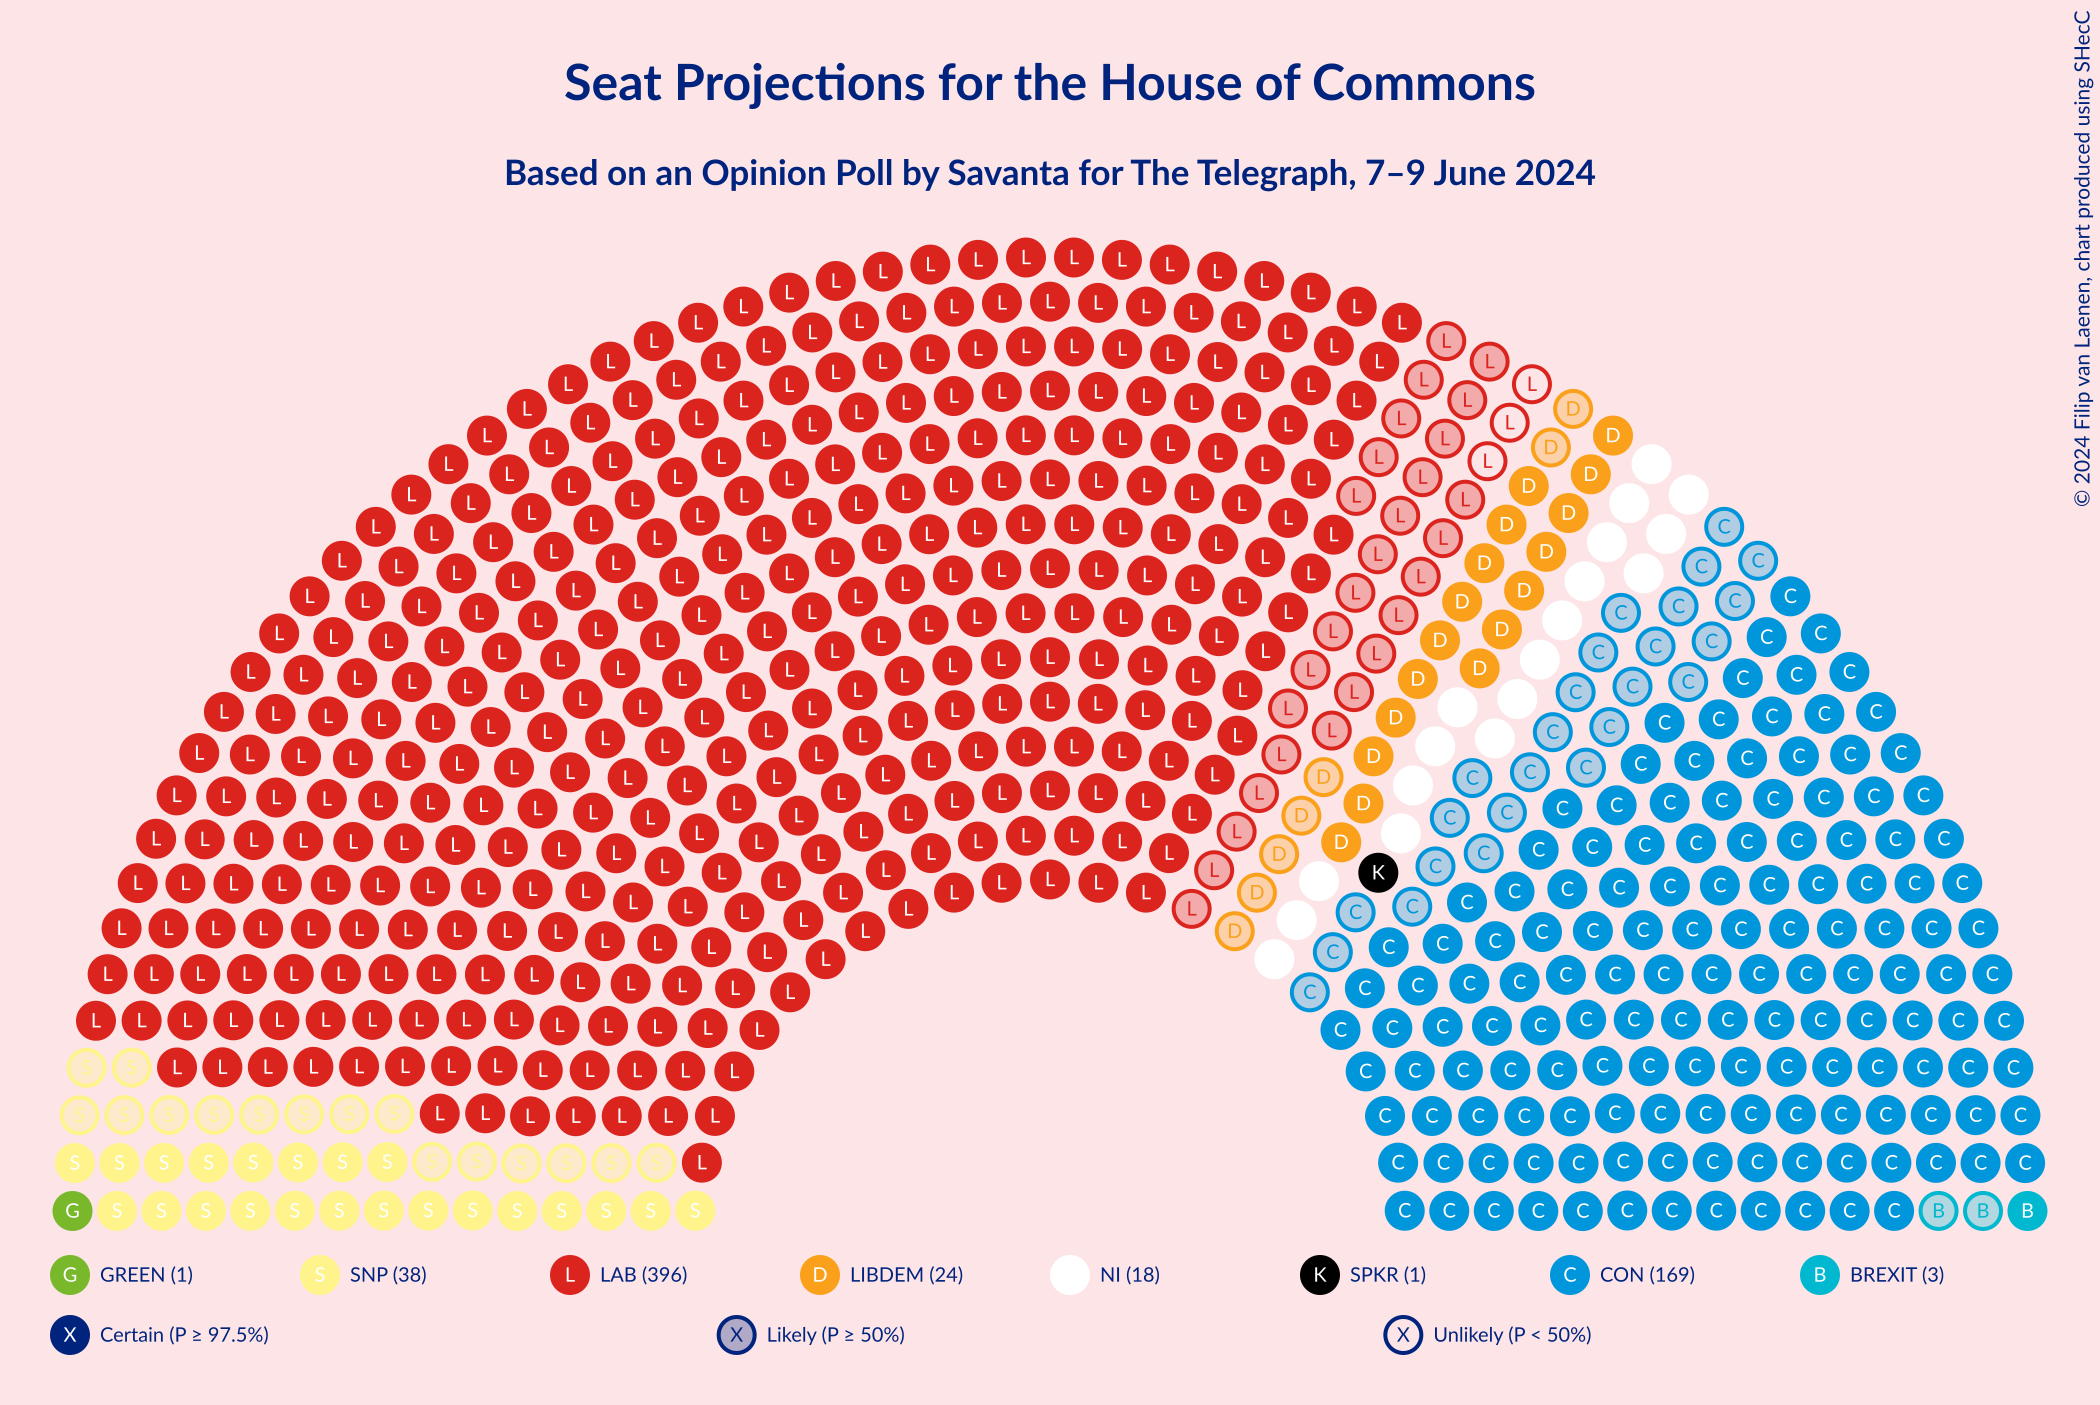 Seat Projections for the House of Commons
Based on an Opinion Poll by Savanta for The Telegraph, 7–9 June 2024
© 2024 Filip van Laenen, chart produced using SHecC
G GREEN (1) S SNP (38) L LAB (396) D LIBDEM (24) NI (18) K SPKR (1) C CON (169) B BREXIT (3)
X Certain (P ≥ 97.5%) X Likely (P ≥ 50%) X Unlikely (P < 50%)